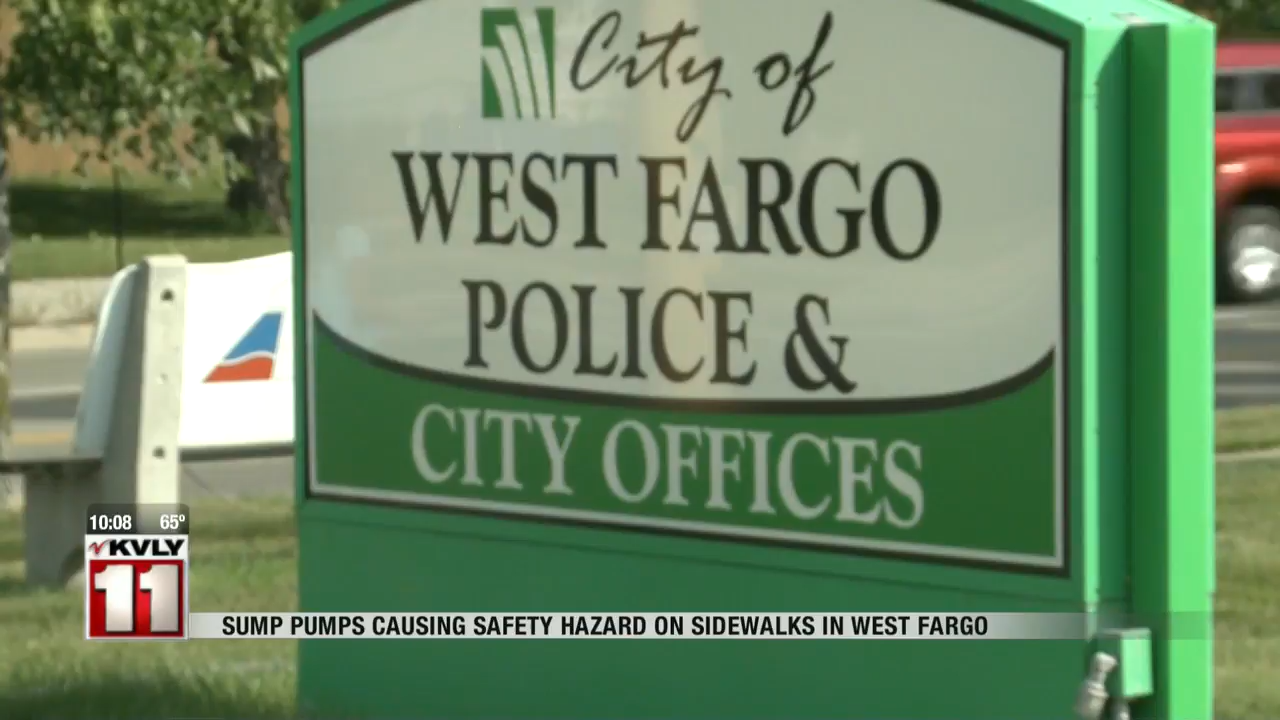 City of
WEST FARGO
POLICE &
CITY OFFICES
10:08 65°
KVLY
11
SUMP PUMPS CAUSING SAFETY HAZARD ON SIDEWALKS IN WEST FARGO